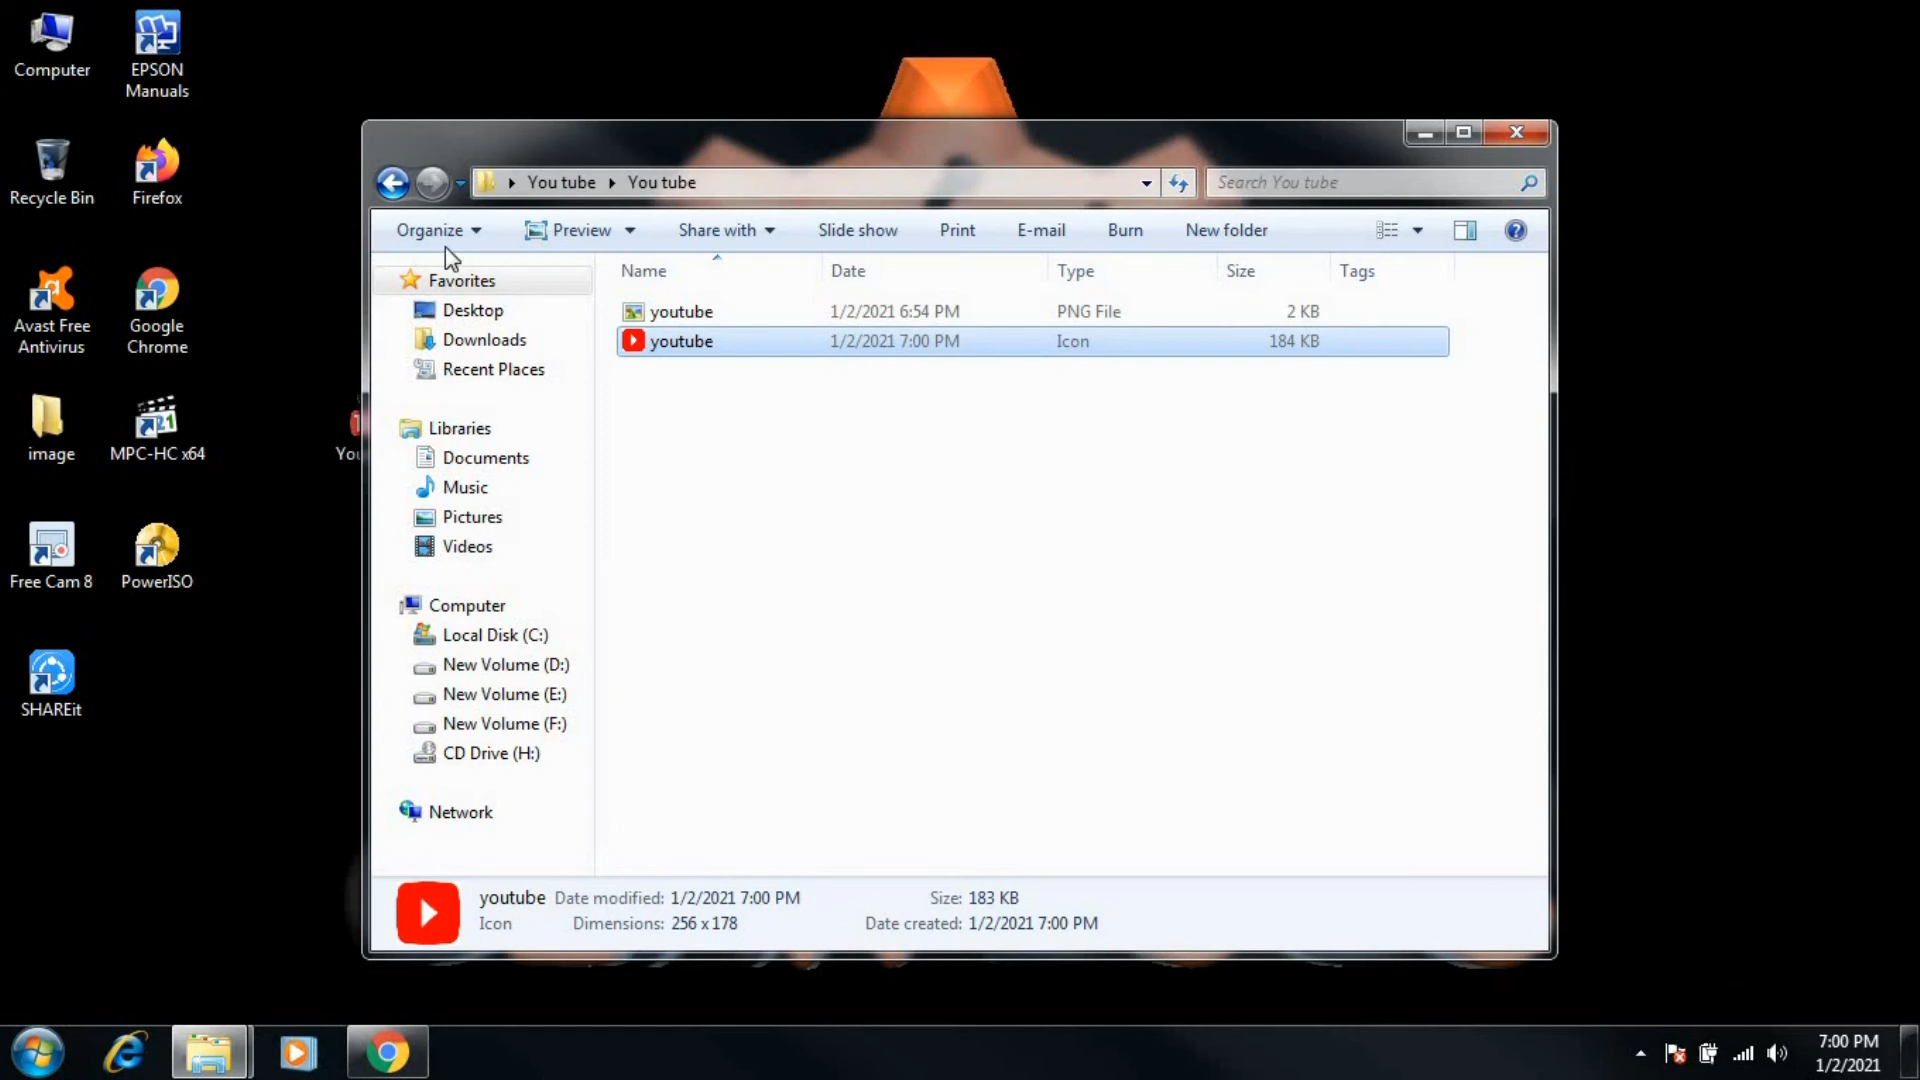 Computer
EPSON
Manuals
Recycle Bin
Firefox
Avast Free
Antivirus
Google
Chrome
image
MPC-HC x64
Free Cam 8
PowerISO
SHAREit
You
You tube
You tube
Search You tube
Organize
Preview
Share with
Slide show
Print
E-mail
Burn
New folder
Favorites
Desktop
Downloads
Recent Places
Libraries
Documents
Music
Pictures
Videos
Computer
Local Disk (C:)
New Volume (D:)
New Volume (E:)
New Volume (F:)
CD Drive (H:)
Network
Name Date Type Size Tags
youtube 1/2/2021 6:54 PM PNG File 2 KB
youtube 1/2/2021 7:00 PM Icon 184 KB
youtube Date modified: 1/2/2021 7:00 PM Size: 183 KB
Icon Dimensions: 256 x 178 Date created: 1/2/2021 7:00 PM
7:00 PM
1/2/2021